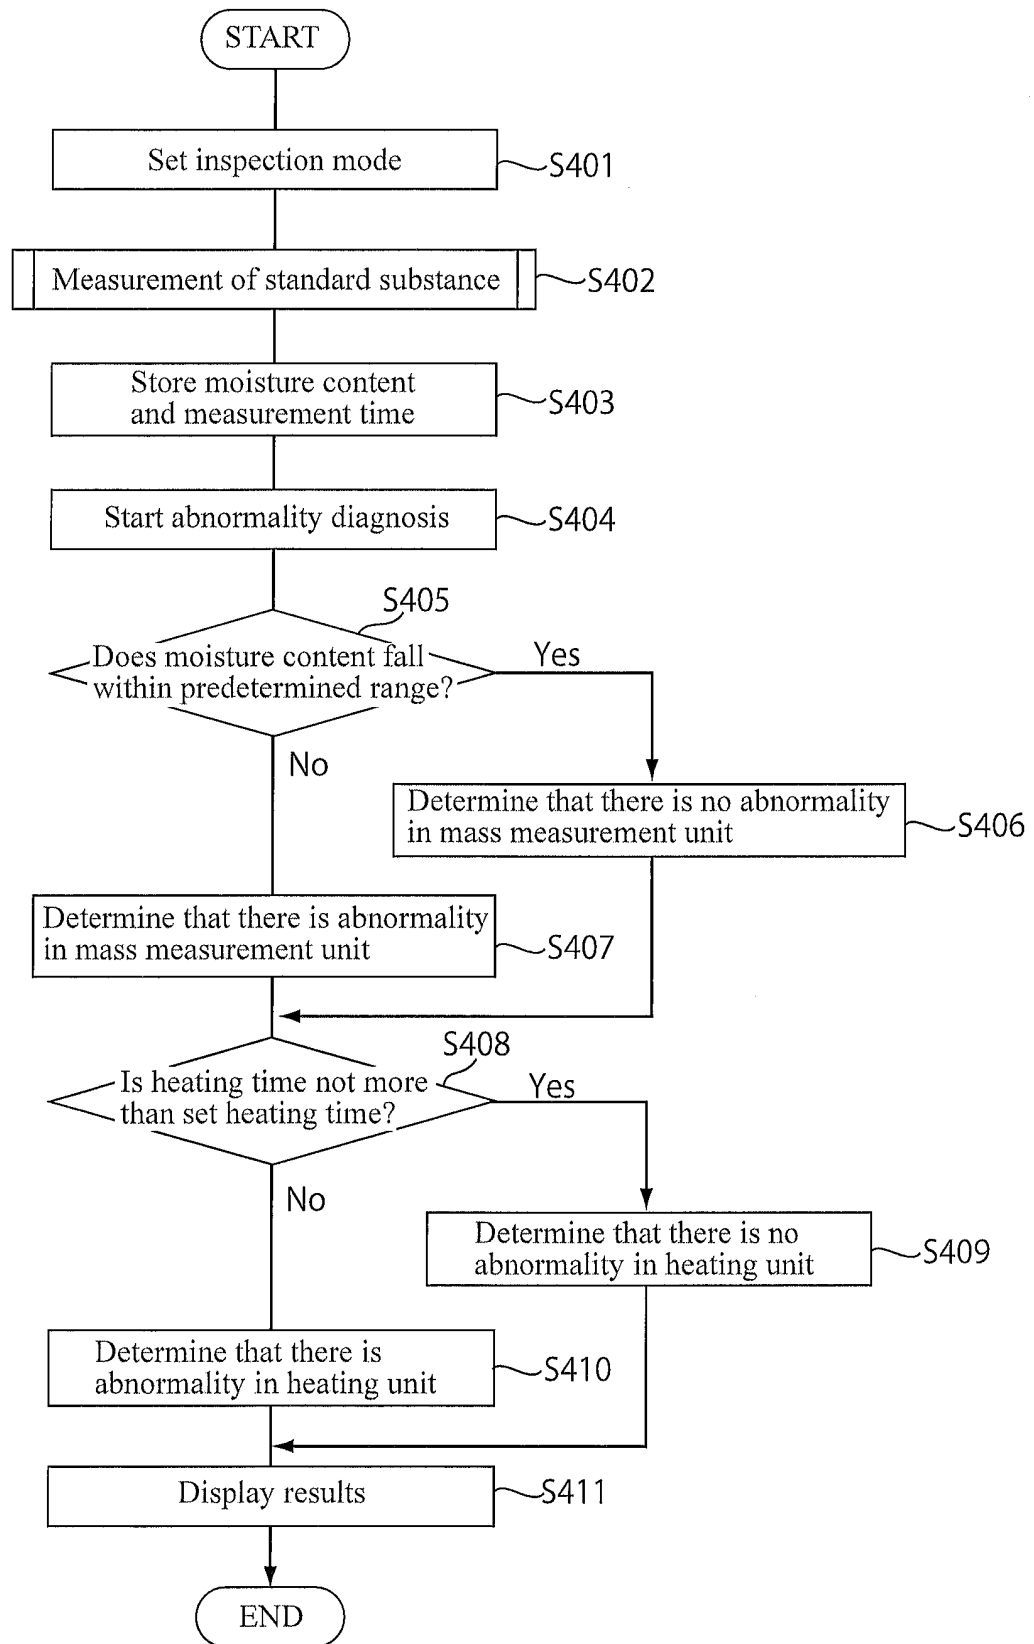 START
Set inspection mode
S401
Measurement of standard substance
S402
Store moisture content
and measurement time
S403
Start abnormality diagnosis
S404
S405
Does moisture content fall
within predetermined range?
Yes
No
Determine that there is no abnormality
in mass measurement unit
S406
Determine that there is abnormality
in mass measurement unit
S407
S408
Is heating time not more
than set heating time?
Yes
No
Determine that there is no
abnormality in heating unit
S409
Determine that there is
abnormality in heating unit
S410
Display results
S411
END